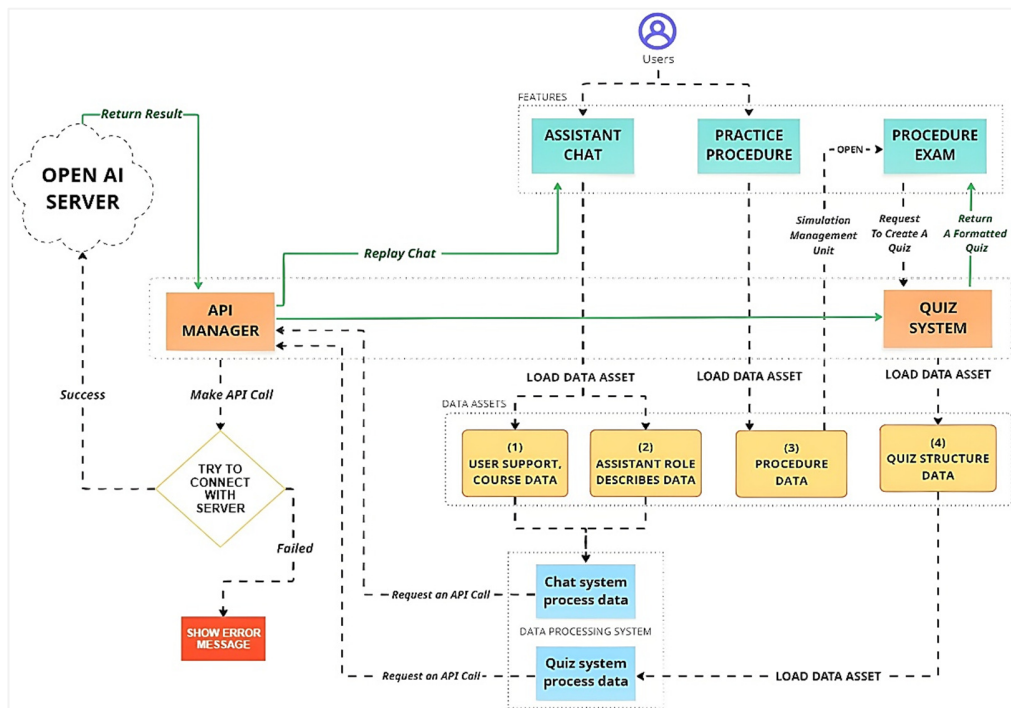 Users
FEATURES
ASSISTANT
CHAT
PRACTICE
PROCEDURE
PROCEDURE
EXAM
OPEN
Return Result
OPEN AI
SERVER
Simulation
Management
Unit
Request
To Create A
Quiz
Return
A Formatted
Quiz
Replay Chat
API
MANAGER
QUIZ
SYSTEM
Success
Make API Call
LOAD DATA ASSET
LOAD DATA ASSET
LOAD DATA ASSET
DATA ASSETS
(1)
USER SUPPORT,
COURSE DATA
(2)
ASSISTANT ROLE
DESCRIBES DATA
(3)
PROCEDURE
DATA
(4)
QUIZ STRUCTURE
DATA
TRY TO
CONNECT
WITH
SERVER
Failed
Request an API Call
Chat system
process data
SHOW ERROR
MESSAGE
DATA PROCESSING SYSTEM
Request an API Call
Quiz system
process data
LOAD DATA ASSET